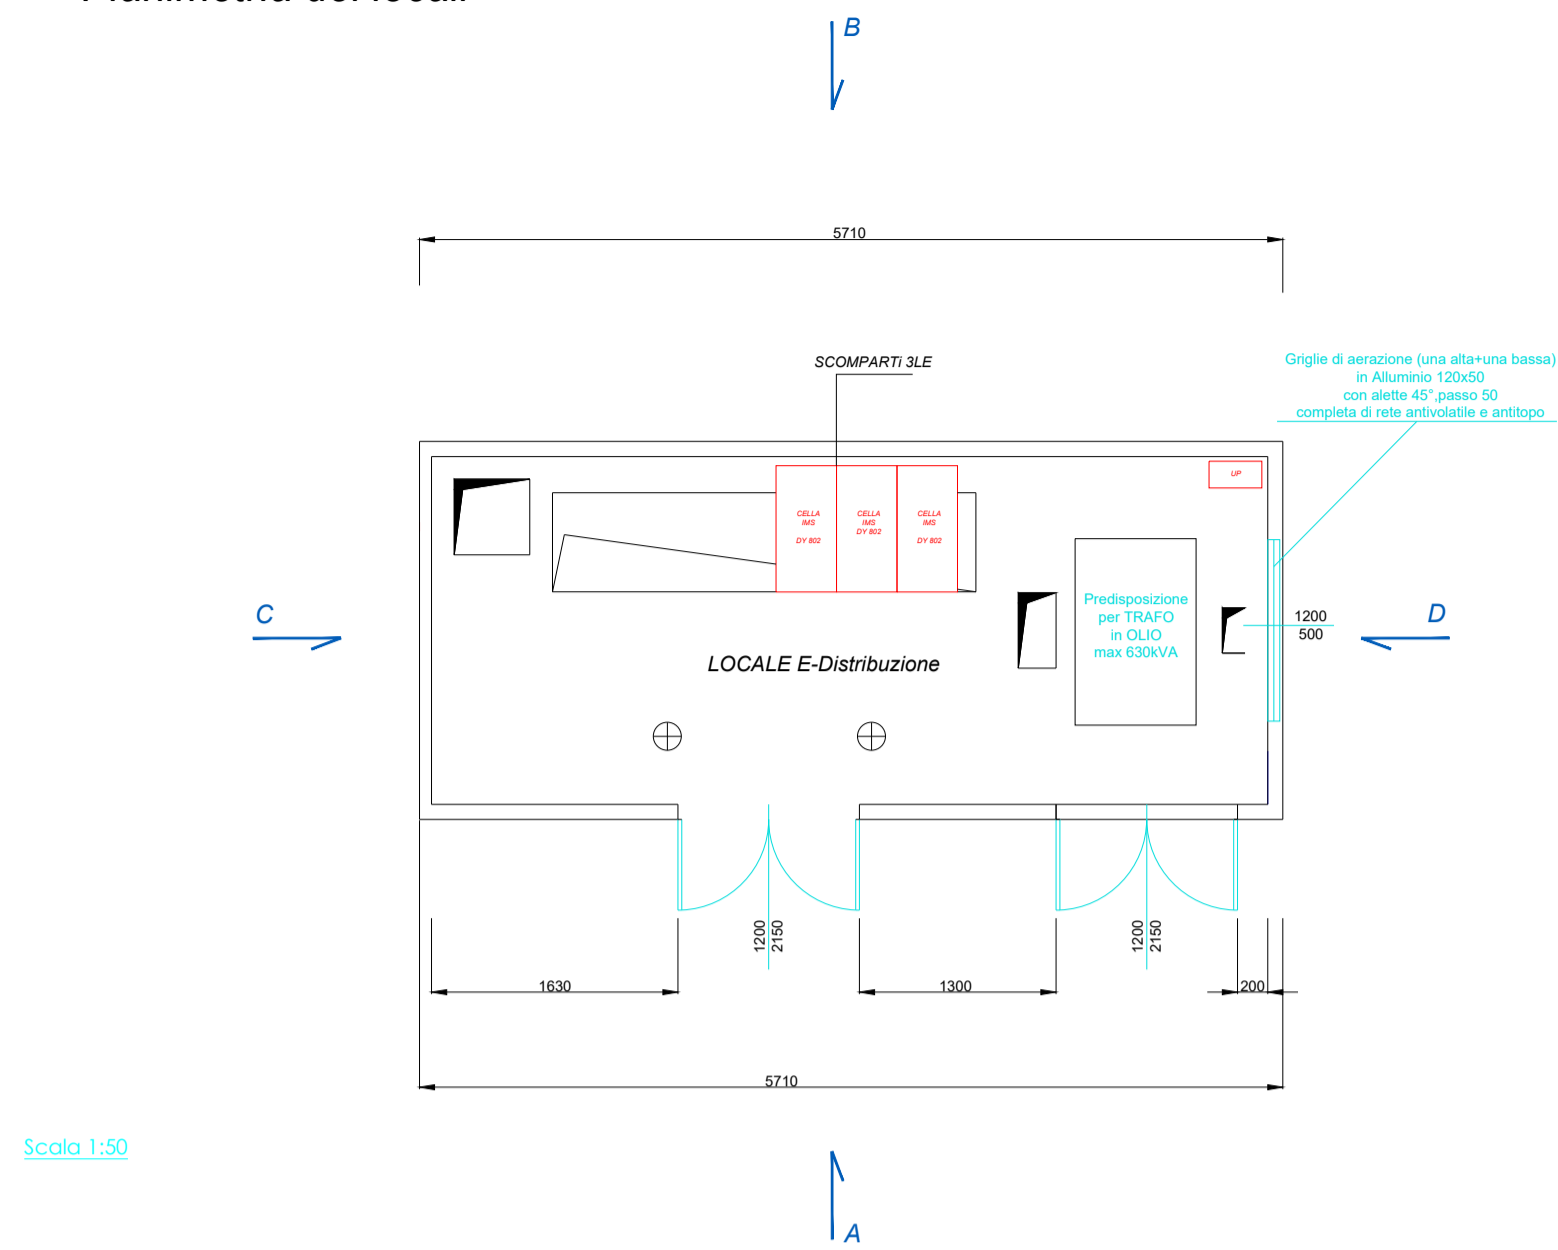 B
5710
SCOMPARTi 3LE
Griglie di aerazione (una alta+una bassa)
in Alluminio 120x50
con alette 45°,passo 50
completa di rete antivolatile e antitopo
UP
CELLA
IMS
DY 802
CELLA
IMS
DY 802
CELLA
IMS
DY 802
Predisposizione
per TRAFO
in OLIO
max 630kVA
C
1200
500
D
LOCALE E-Distribuzione
1200
2150
1200
2150
1630
1300
200
5710
Scala 1:50
A